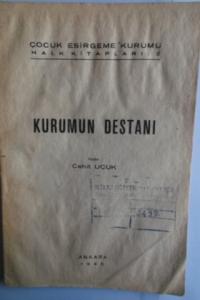 ÇOCUK ESİRGEME KURUMU
HALK KİTAPLARI: 2
KURUMUN DESTANI
Cahit UÇUK
ANKARA